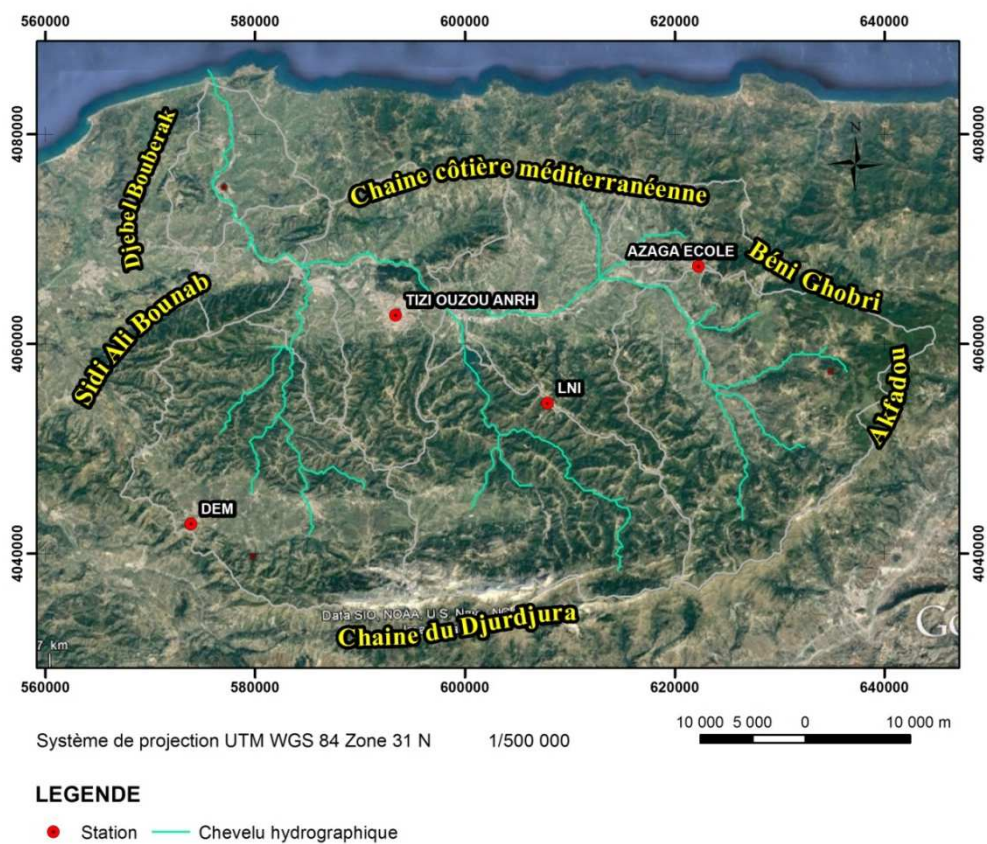 560000 580000 600000 620000 640000
4080000 4080000
4060000 4060000
4040000 4040000
Z
Djebel Bouberak
Chaine côtière méditerranéenne
AZAGA ECOLE
Béni Ghobri
TIZI OUZOU ANRH
Sidi Ali Bounab
LNI
Akfadou
DEM
Data SIO, NOAA, U.S.
Chaine du Djurdjura
7 km
560000 580000 600000 620000 640000
10 000 5 000 0 10 000 m
Système de projection UTM WGS 84 Zone 31 N 1/500 000
LEGENDE
Station Chevelu hydrographique